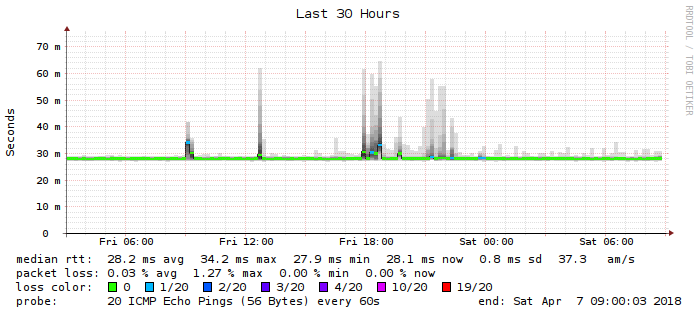 Last 30 Hours
RRDTOOL / TOBI OETIKER
Seconds
70 m
60 m
50 m
40 m
30 m
20 m
10 m
0
Fri 06:00 Fri 12:00 Fri 18:00 Sat 00:00 Sat 06:00
median rtt: 28.2 ms avg 34.2 ms max 27.9 ms min 28.1 ms now 0.8 ms sd 37.3 am/s
packet loss: 0.03 % avg 1.27 % max 0.00 % min 0.00 % now
loss color: 0 1/20 2/20 3/20 4/20 10/20 19/20
probe: 20 ICMP Echo Pings (56 Bytes) every 60s end: Sat Apr 7 09:00:03 2018